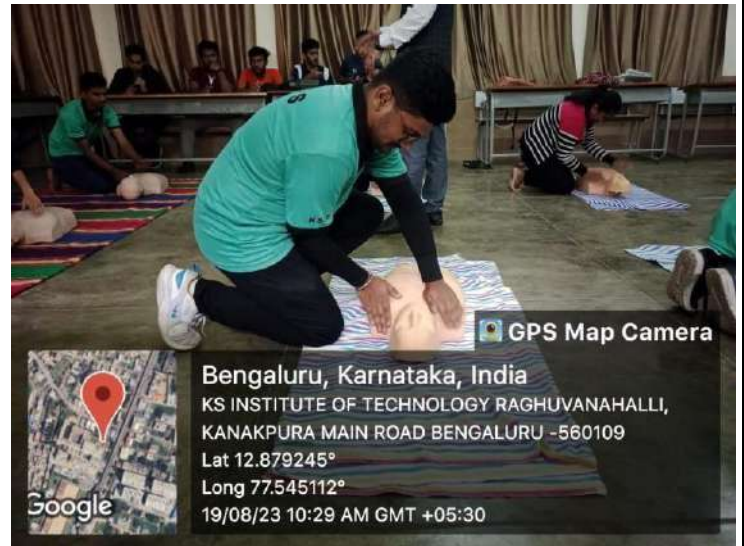 GPS Map Camera
Bengaluru, Karnataka, India
KS INSTITUTE OF TECHNOLOGY RAGHUVANAHALLI,
KANAKPURA MAIN ROAD BENGALURU -560109
Lat 12.879245°
Long 77.545112°
19/08/23 10:29 AM GMT +05:30
Google